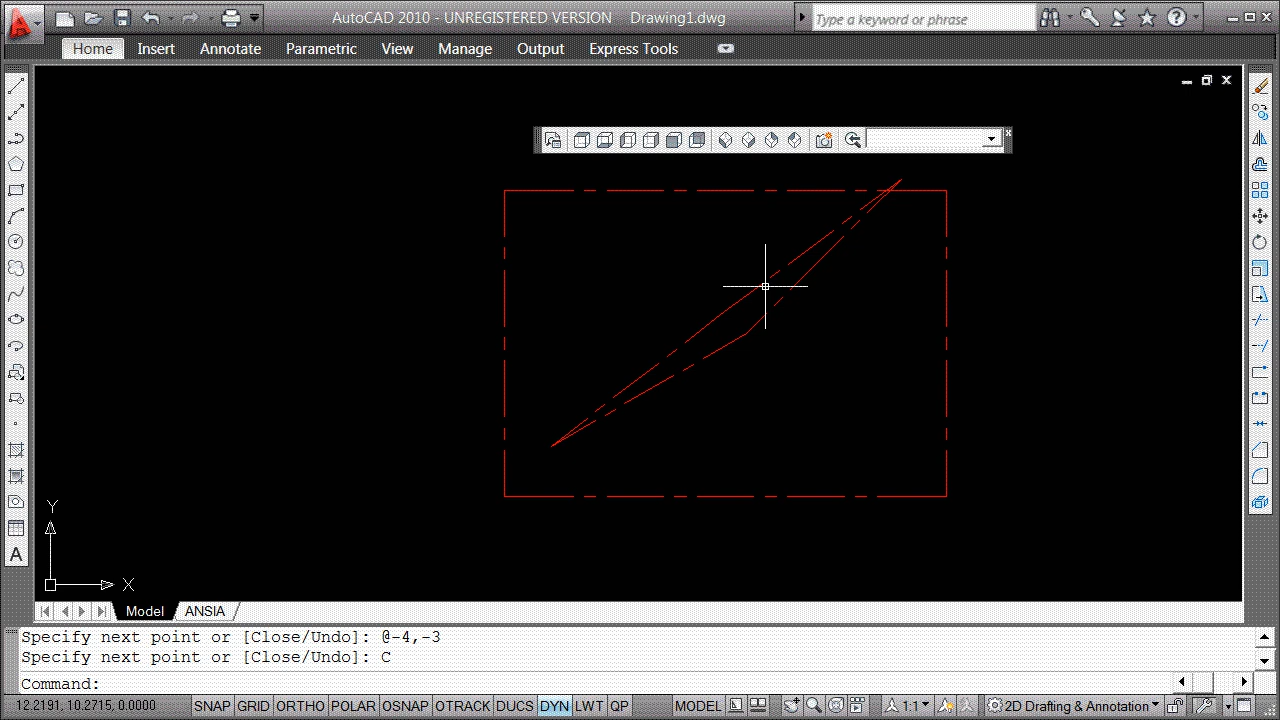 AutoCAD 2010 - UNREGISTERED VERSION Drawing1.dwg
Type a keyword or phrase
Home Insert Annotate Parametric View Manage Output Express Tools
Y
X
A
Model ANSIA
Specify next point or [Close/Undo]: @-4,-3
Specify next point or [Close/Undo]: C
Command:
12.2191, 10.2715, 0.0000 SNAP GRID ORTHO POLAR OSNAP OTRACK DUCS DYN LWT QP MODEL 1:1 2D Drafting & Annotation